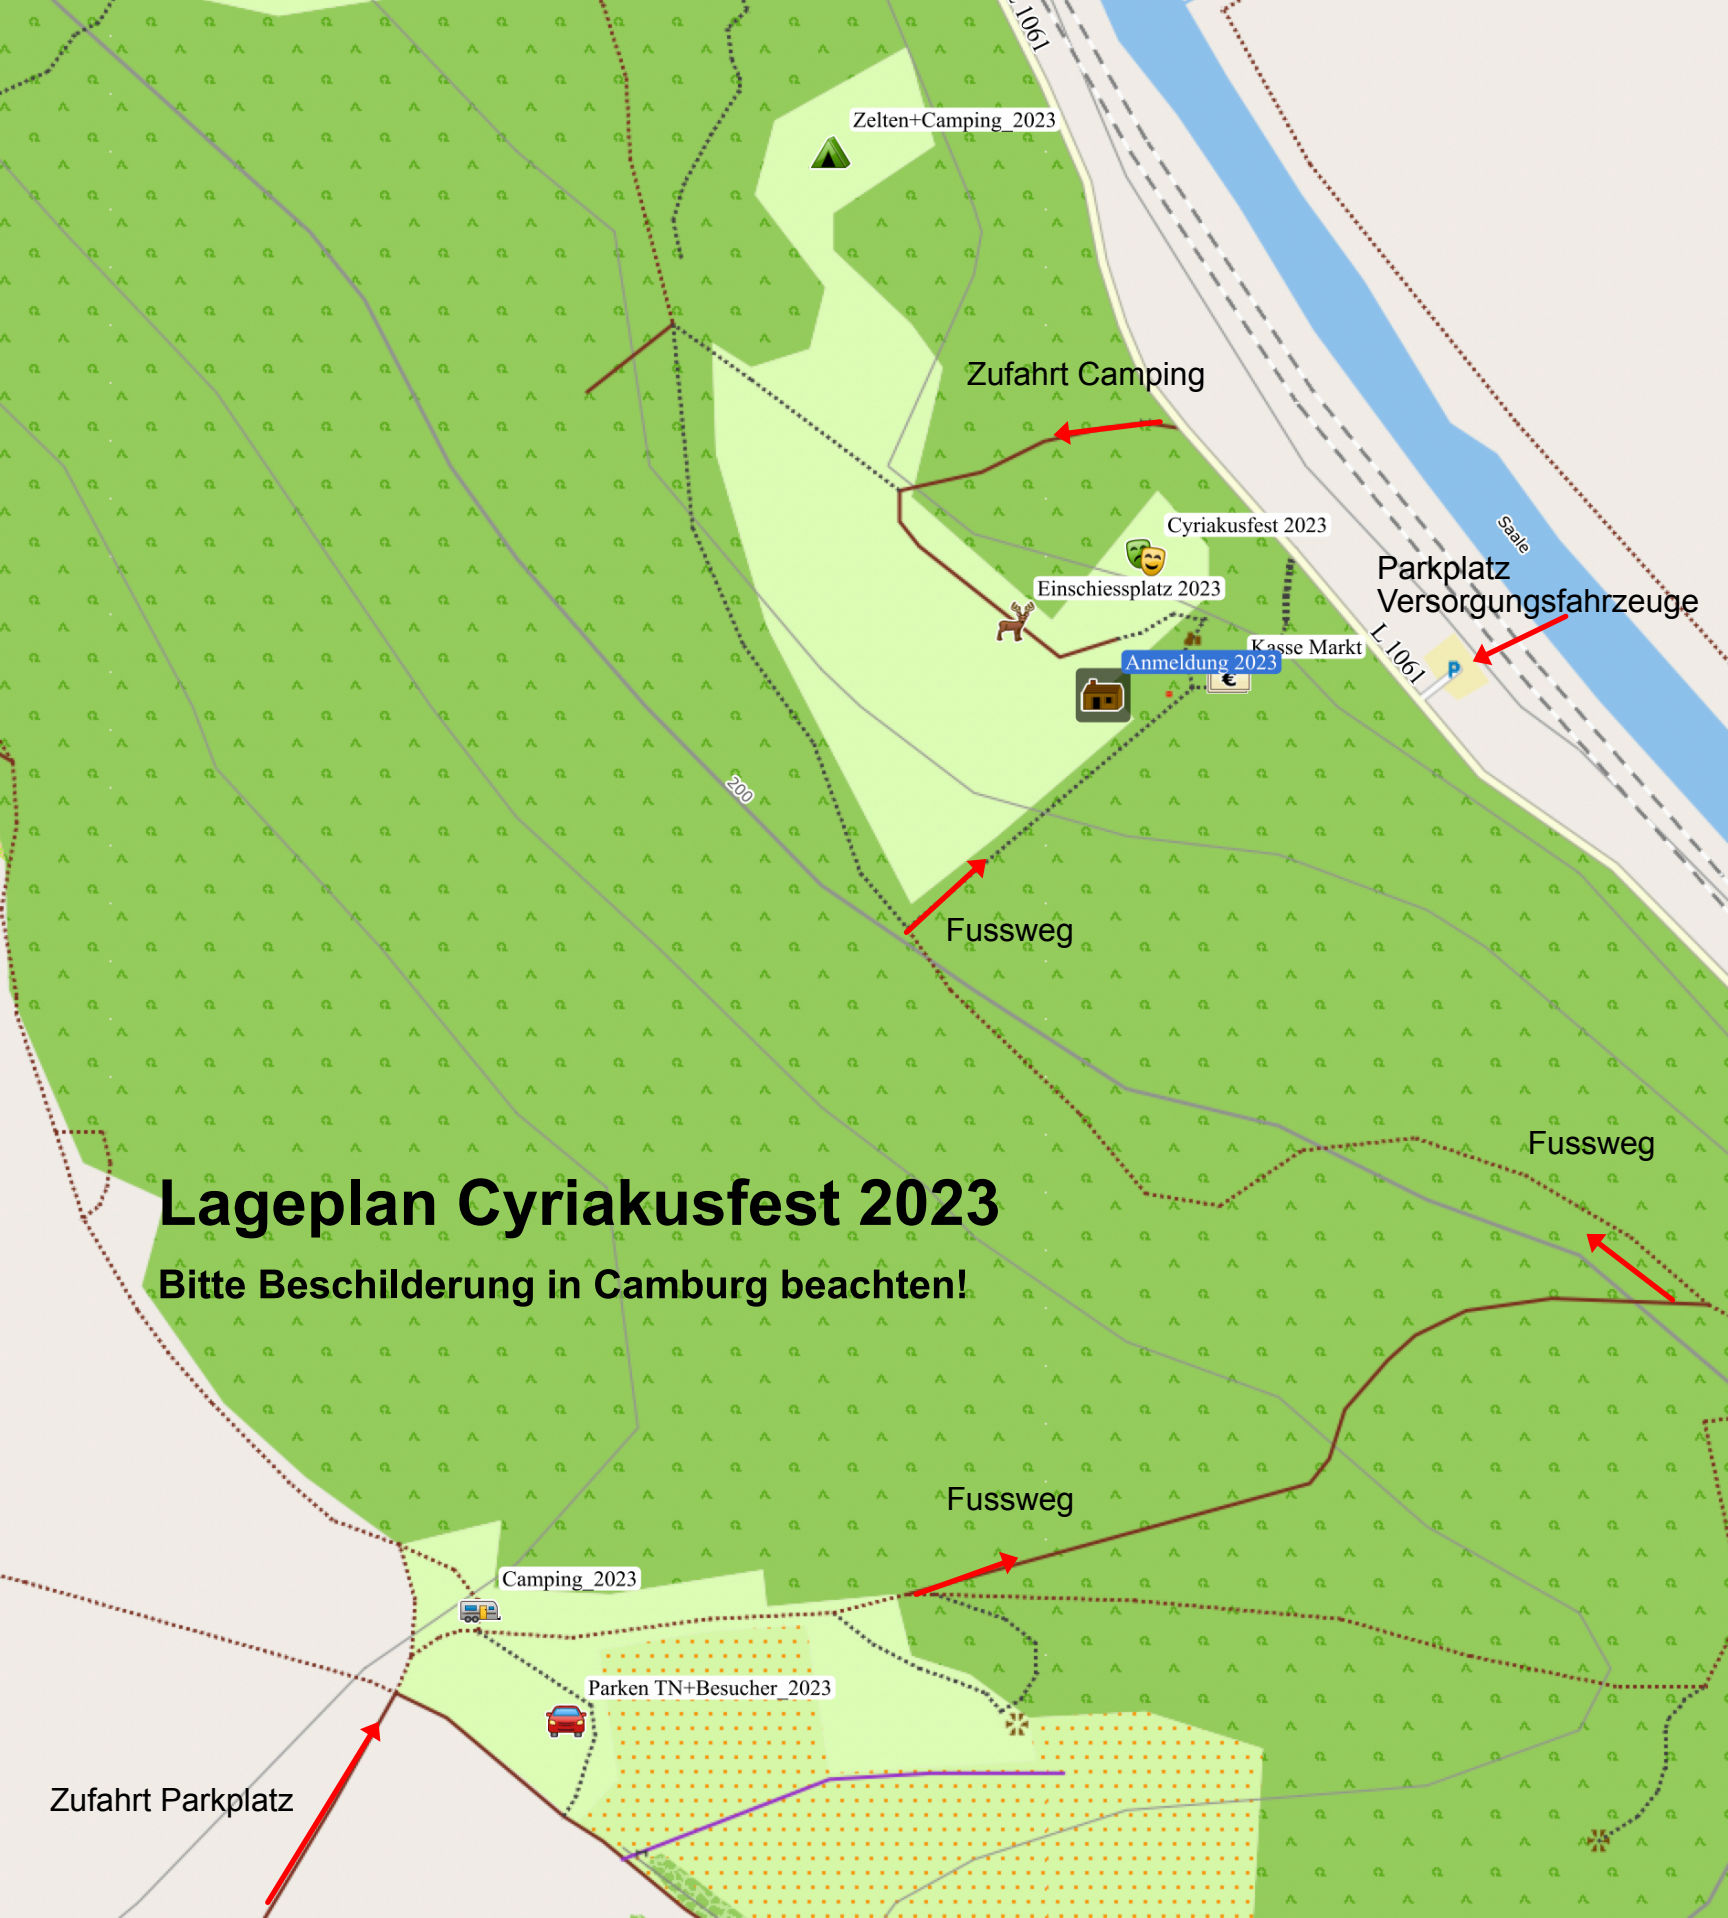 L 1061
Zelten+Camping_2023
Zufahrt Camping
Cyriakusfest 2023
Saale
Einschiessplatz 2023
Parkplatz
Versorgungsfahrzeuge
Kasse Markt
L 1061
Anmeldung 2023
P
€
200
Fussweg
Fussweg
Lageplan Cyriakusfest 2023
Bitte Beschilderung in Camburg beachten!
Fussweg
Camping_2023
Parken TN+Besucher_2023
Zufahrt Parkplatz